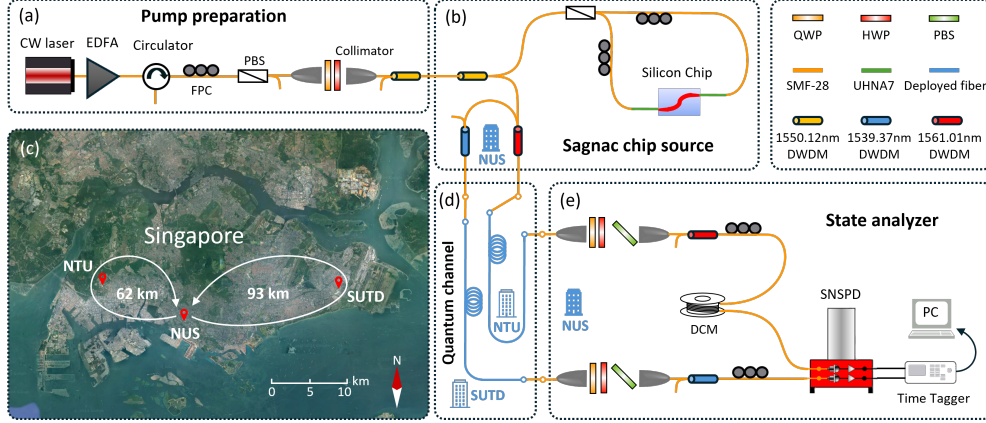 (a)
Pump preparation
CW laser
EDFA
Circulator
FPC
PBS
Collimator
(b)
Silicon Chip
NUS
Sagnac chip source
QWP
HWP
PBS
SMF-28
UHNA7
Deployed fiber
1550.12nm
DWDM
1539.37nm
DWDM
1561.01nm
DWDM
(c)
Singapore
NTU
62 km
93 km
SUTD
NUS
N
0
5
10
km
(d)
Quantum channel
NTU
SUTD
(e)
State analyzer
NUS
DCM
SNSPD
PC
Time Tagger